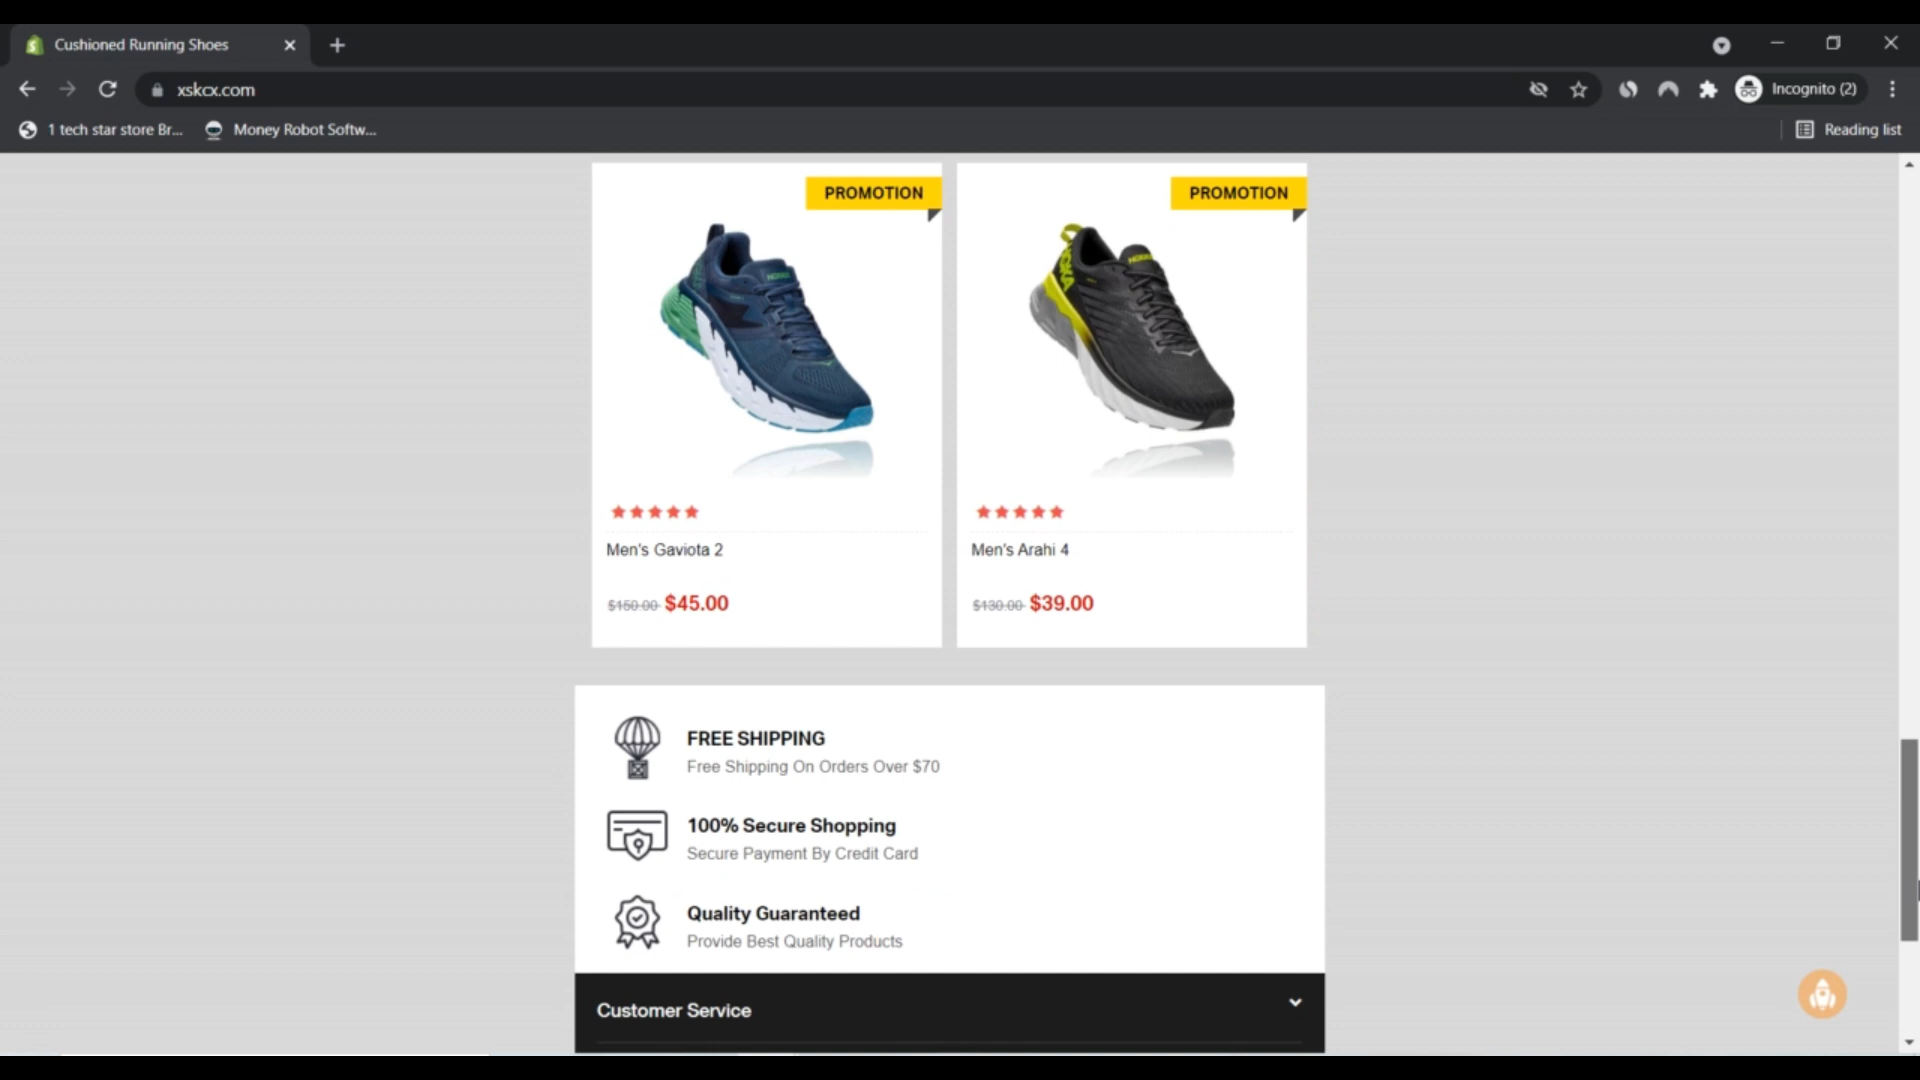 Cushioned Running Shoes
xskcx.com
Incognito (2)
1 tech star store Br...
Money Robot Softw...
Reading list
PROMOTION
PROMOTION
HOKA
Men's Gaviota 2
Men's Arahi 4
$150.00 $45.00
$130.00 $39.00
FREE SHIPPING
Free Shipping On Orders Over $70
100% Secure Shopping
Secure Payment By Credit Card
Quality Guaranteed
Provide Best Quality Products
Customer Service